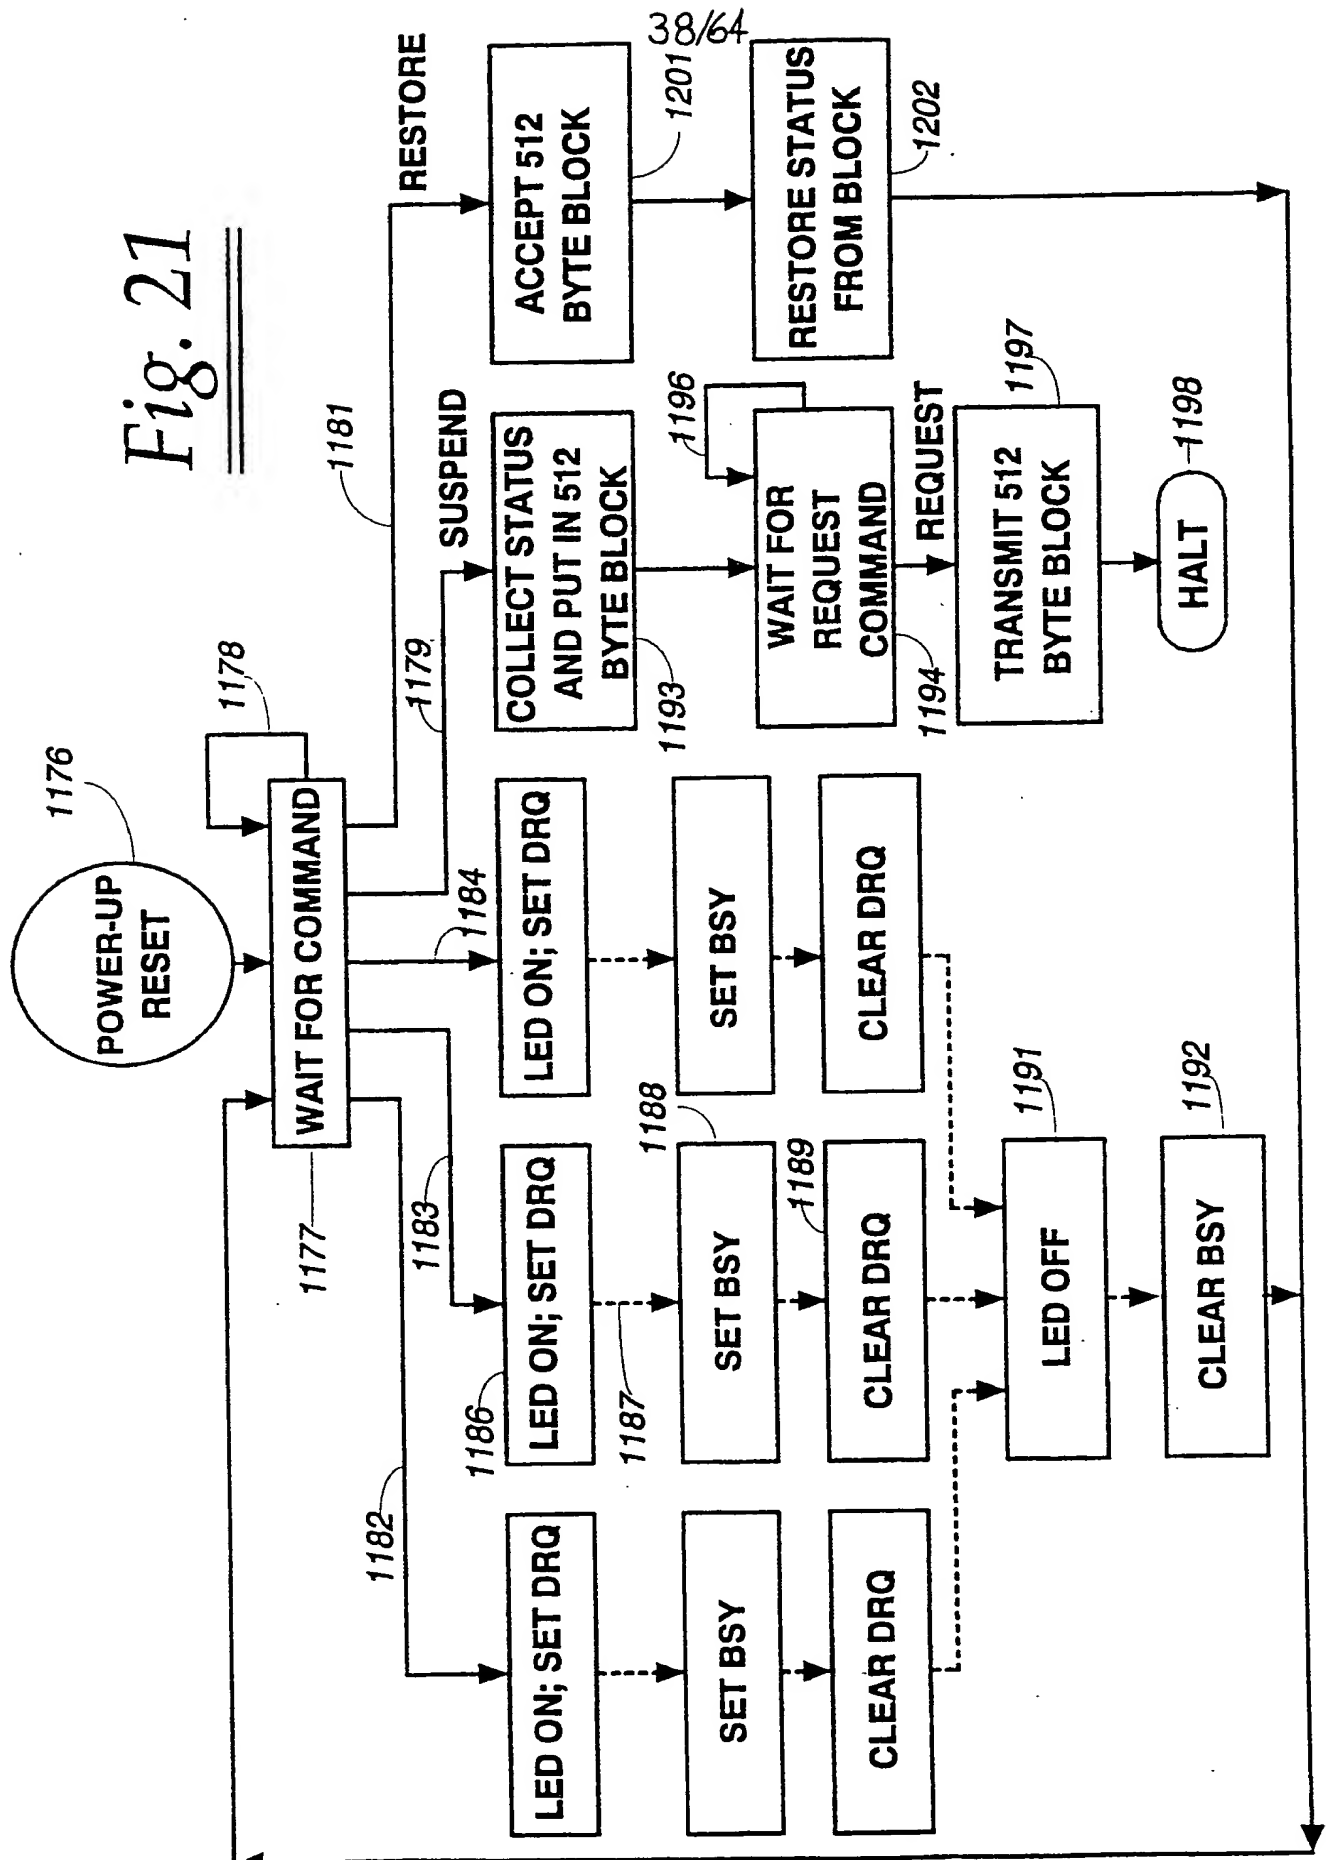 38/64
Fig. 21
1176
POWER-UP
RESET
1178
WAIT FOR COMMAND
1177
1181
RESTORE
1179
SUSPEND
1184
1183
1182
ACCEPT 512
BYTE BLOCK
1201
RESTORE STATUS
FROM BLOCK
1202
COLLECT STATUS
AND PUT IN 512
BYTE BLOCK
1193
1196
WAIT FOR
REQUEST
COMMAND
1194
REQUEST
TRANSMIT 512
BYTE BLOCK
1197
HALT
1198
LED ON; SET DRQ
SET BSY
CLEAR DRQ
1186
LED ON; SET DRQ
1187
1188
SET BSY
1189
CLEAR DRQ
LED ON; SET DRQ
SET BSY
CLEAR DRQ
1191
LED OFF
1192
CLEAR BSY